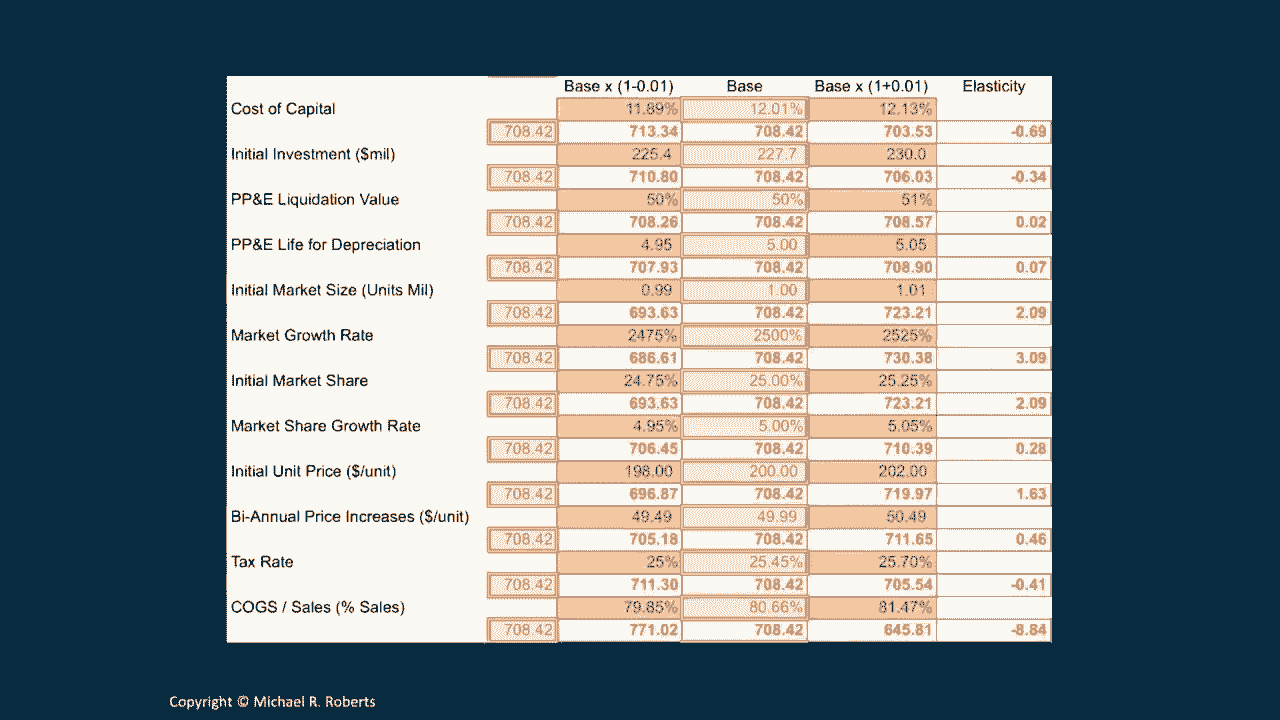 Base x (1-0.01) Base Base x (1+0.01) Elasticity
Cost of Capital 11.89% 12.01% 12.13%
708.42 713.34 708.42 703.53 -0.69
Initial Investment ($mil) 225.4 227.7 230.0
708.42 710.80 708.42 706.03 -0.34
PP&E Liquidation Value 50% 50% 51%
708.42 708.26 708.42 708.57 0.02
PP&E Life for Depreciation 4.95 5.00 5.05
708.42 707.93 708.42 708.90 0.07
Initial Market Size (Units Mil) 0.99 1.00 1.01
708.42 693.63 708.42 723.21 2.09
Market Growth Rate 2475% 2500% 2525%
708.42 686.61 708.42 730.38 3.09
Initial Market Share 24.75% 25.00% 25.25%
708.42 693.63 708.42 723.21 2.09
Market Share Growth Rate 4.95% 5.00% 5.05%
708.42 706.45 708.42 710.39 0.28
Initial Unit Price ($/unit) 198.00 200.00 202.00
708.42 696.87 708.42 719.97 1.63
Bi-Annual Price Increases ($/unit) 49.49 49.99 50.49
708.42 705.18 708.42 711.65 0.46
Tax Rate 25% 25.45% 25.70%
708.42 711.30 708.42 705.54 -0.41
COGS / Sales (% Sales) 79.85% 80.66% 81.47%
708.42 771.02 708.42 645.81 -8.84
Copyright © Michael R. Roberts